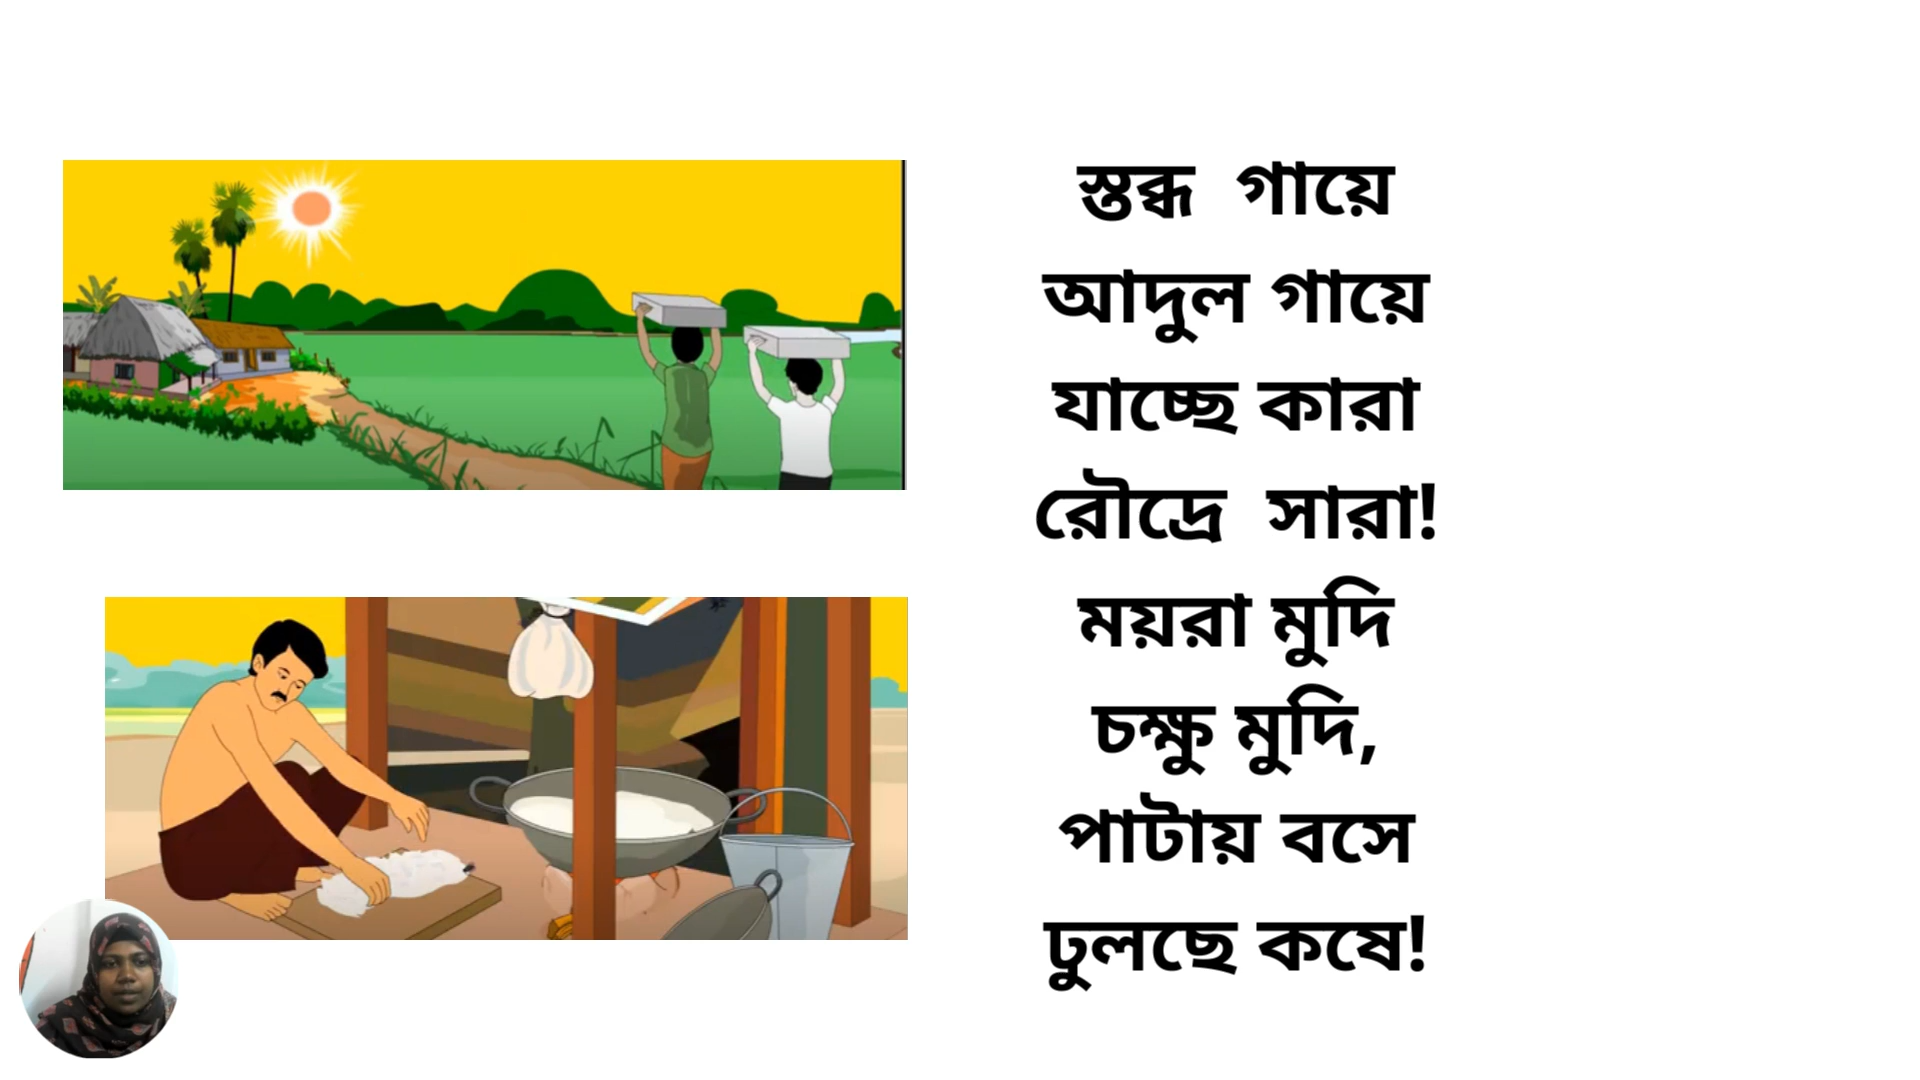 স্তব্ধ গায়ে
আদুল গায়ে
যাচ্ছে কারা
রৌদ্রে সারা!
ময়রা মুদি
চক্ষু মুদি,
পাটায় বসে
ঢুলছে কষে!